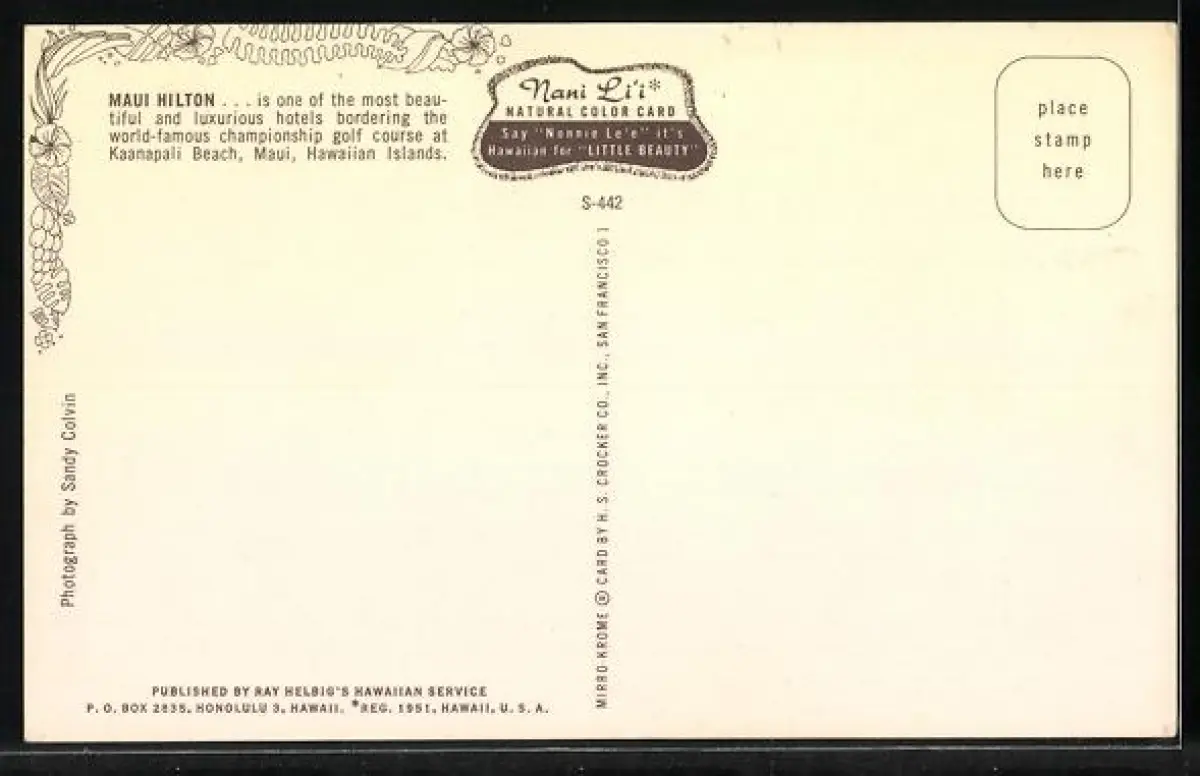 MAUI HILTON . . . is one of the most beau-
tiful and luxurious hotels bordering the
world-famous championship golf course at
Kaanapali Beach, Maui, Hawaiian Islands.
Nani Li'i*
NATURAL COLOR CARD
Say "Nonnie Le'e" it's
Hawaiian for "LITTLE BEAUTY"
S-442
place
stamp
here
MIRRO-KROME ® CARD BY H. S. CROCKER CO., INC., SAN FRANCISCO 1
Photograph by Sandy Colvin
PUBLISHED BY RAY HELBIG'S HAWAIIAN SERVICE
P. O. BOX 2835, HONOLULU 3, HAWAII. *REG. 1951, HAWAII, U. S. A.